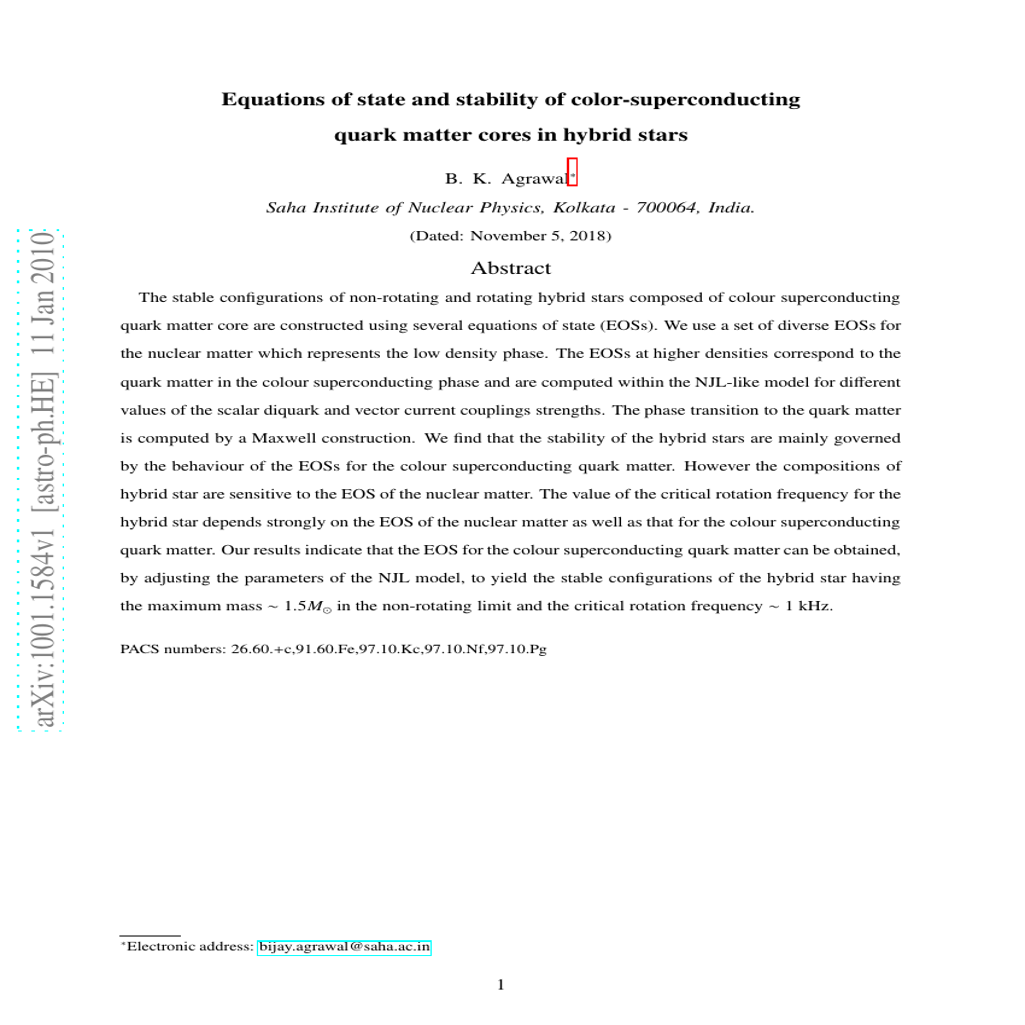 Equations of state and stability of color-superconducting
quark matter cores in hybrid stars
B. K. Agrawal*
Saha Institute of Nuclear Physics, Kolkata - 700064, India.
(Dated: November 5, 2018)
Abstract
The stable configurations of non-rotating and rotating hybrid stars composed of colour superconducting
quark matter core are constructed using several equations of state (EOSs). We use a set of diverse EOSs for
the nuclear matter which represents the low density phase. The EOSs at higher densities correspond to the
quark matter in the colour superconducting phase and are computed within the NJL-like model for different
values of the scalar diquark and vector current couplings strengths. The phase transition to the quark matter
is computed by a Maxwell construction. We find that the stability of the hybrid stars are mainly governed
by the behaviour of the EOSs for the colour superconducting quark matter. However the compositions of
hybrid star are sensitive to the EOS of the nuclear matter. The value of the critical rotation frequency for the
hybrid star depends strongly on the EOS of the nuclear matter as well as that for the colour superconducting
quark matter. Our results indicate that the EOS for the colour superconducting quark matter can be obtained,
by adjusting the parameters of the NJL model, to yield the stable configurations of the hybrid star having
the maximum mass ~ 1.5M⊙ in the non-rotating limit and the critical rotation frequency ~ 1 kHz.
PACS numbers: 26.60.+c,91.60.Fe,97.10.Kc,97.10.Nf,97.10.Pg
*Electronic address: bijay.agrawal@saha.ac.in
1
arXiv:1001.1584v1 [astro-ph.HE] 11 Jan 2010